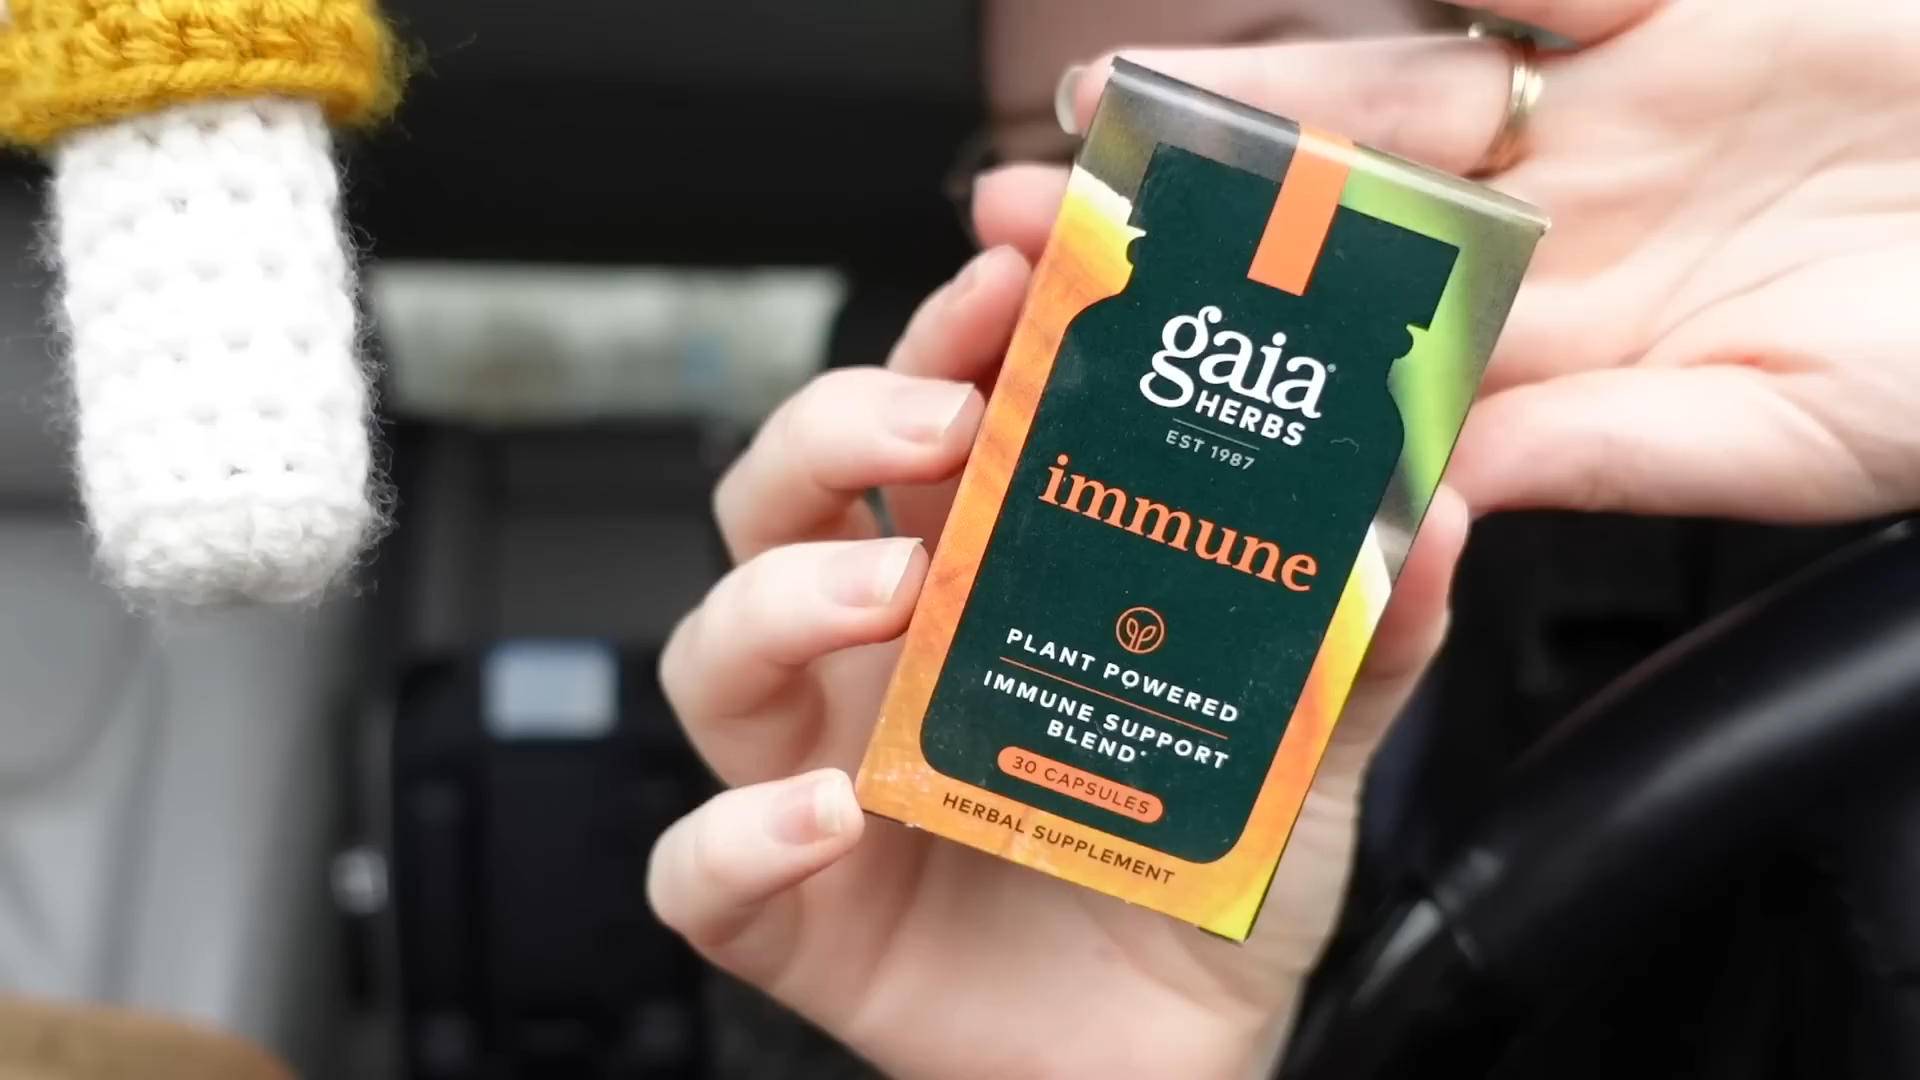 gaia®
HERBS
EST 1987
immune
PLANT POWERED
IMMUNE SUPPORT
BLEND*
30 CAPSULES
HERBAL SUPPLEMENT